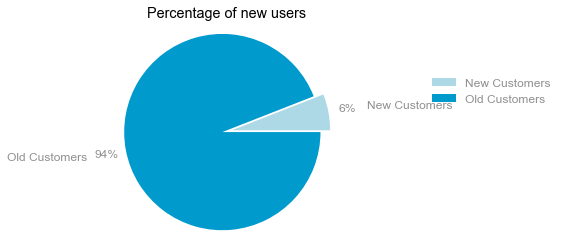 Percentage of new users
New Customers
Old Customers
6%
New Customers
Old Customers
94%